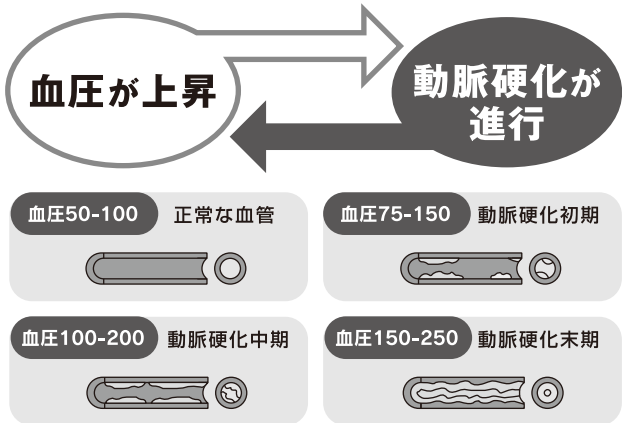 血圧が上昇
動脈硬化が
進行
血圧50-100 正常な血管
血圧75-150 動脈硬化初期
血圧100-200 動脈硬化中期
血圧150-250 動脈硬化末期